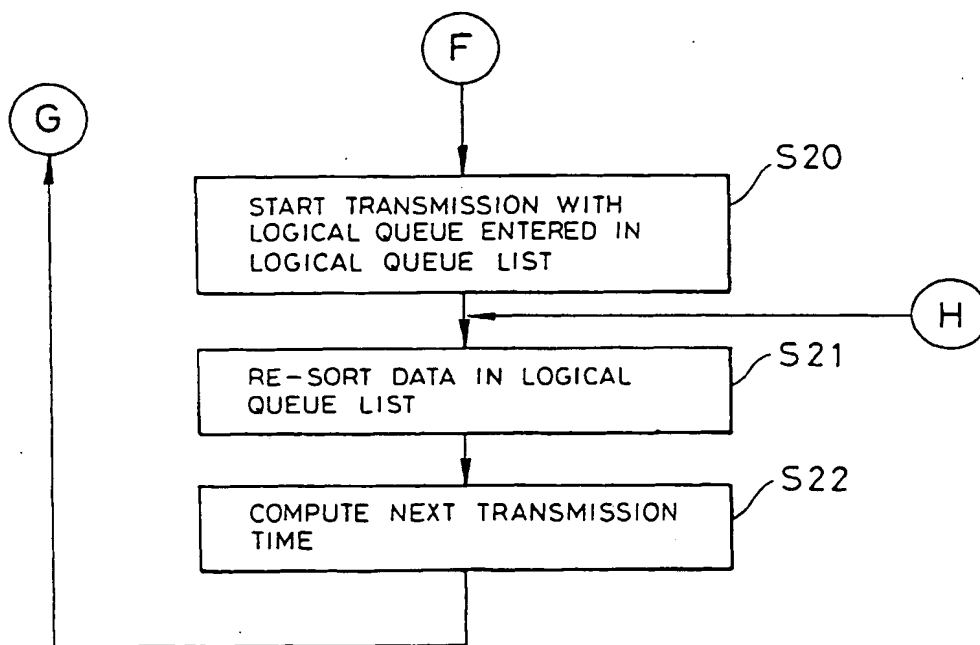 F
G
S20
START TRANSMISSION WITH
LOGICAL QUEUE ENTERED IN
LOGICAL QUEUE LIST
H
S21
RE-SORT DATA IN LOGICAL
QUEUE LIST
S22
COMPUTE NEXT TRANSMISSION
TIME